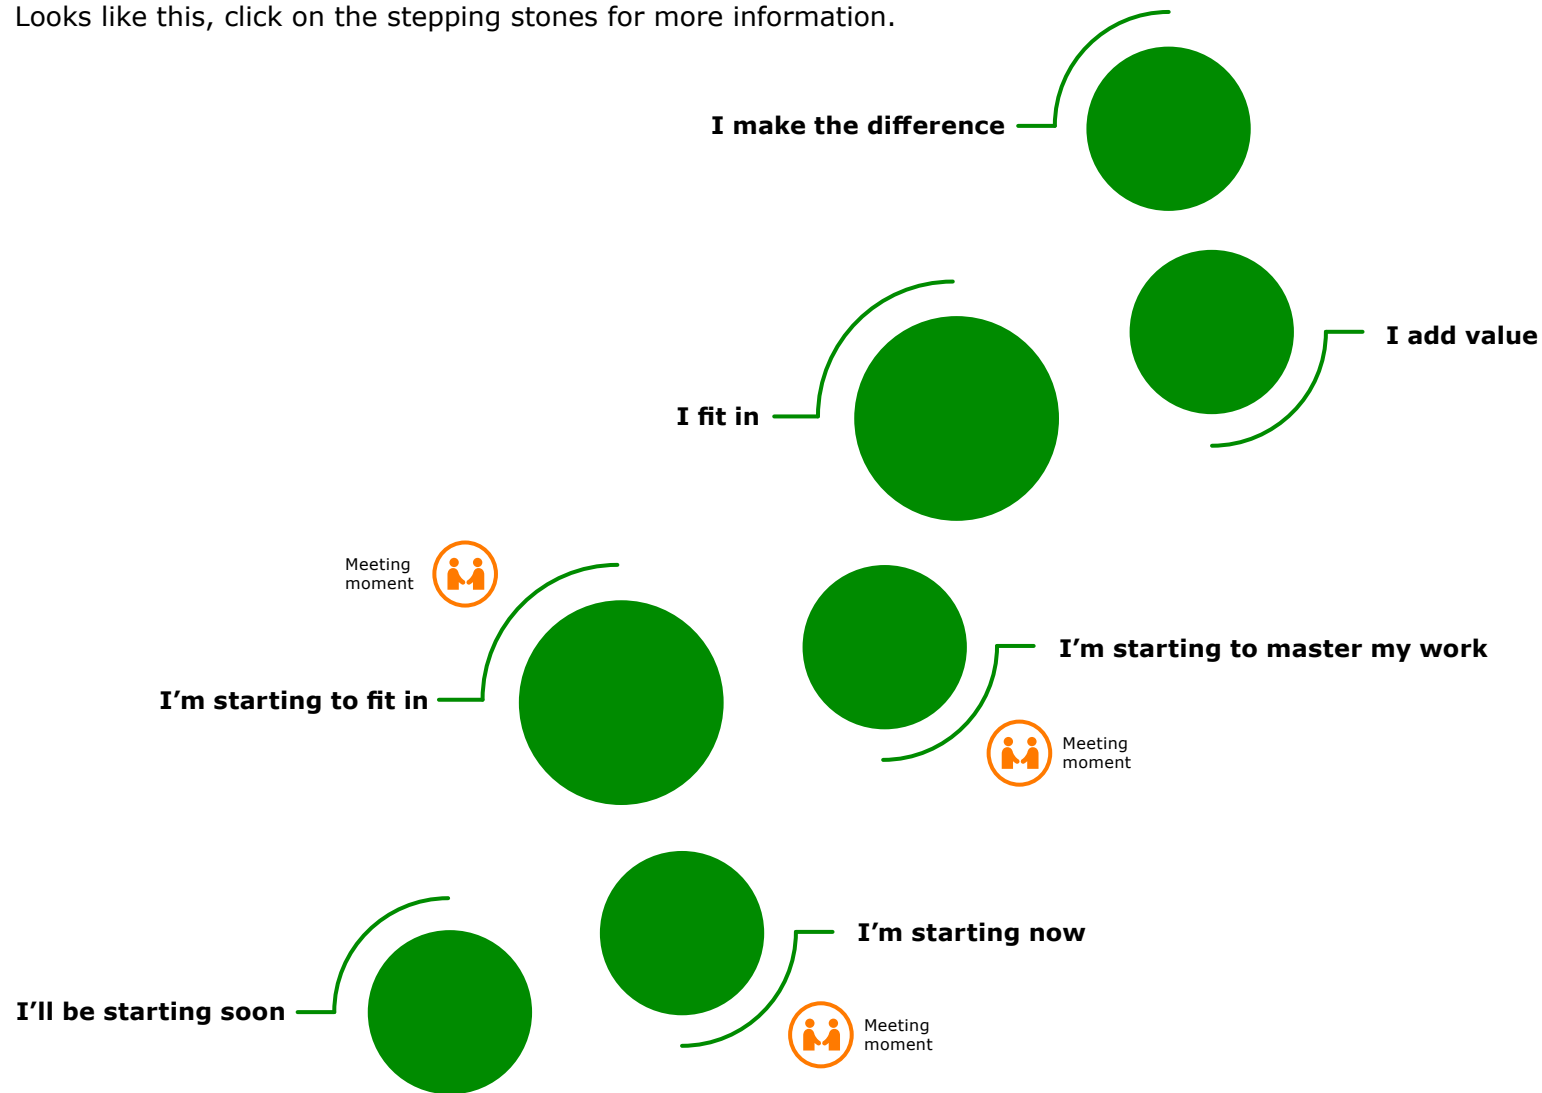 Looks like this, click on the stepping stones for more information.
I make the difference
I add value
I fit in
Meeting
moment
I’m starting to master my work
I’m starting to fit in
Meeting
moment
I’m starting now
I’ll be starting soon
Meeting
moment